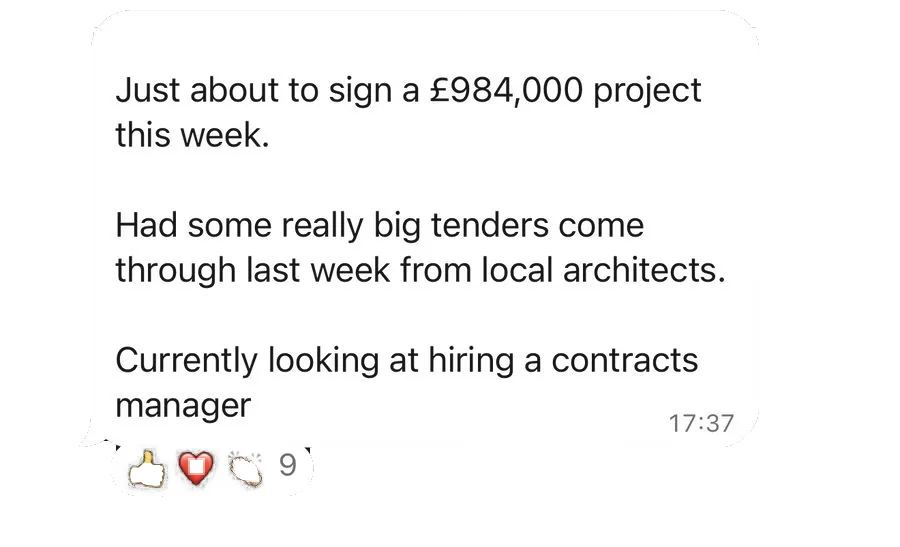 Just about to sign a £984,000 project
this week.
Had some really big tenders come
through last week from local architects.
Currently looking at hiring a contracts
manager
17:37
9